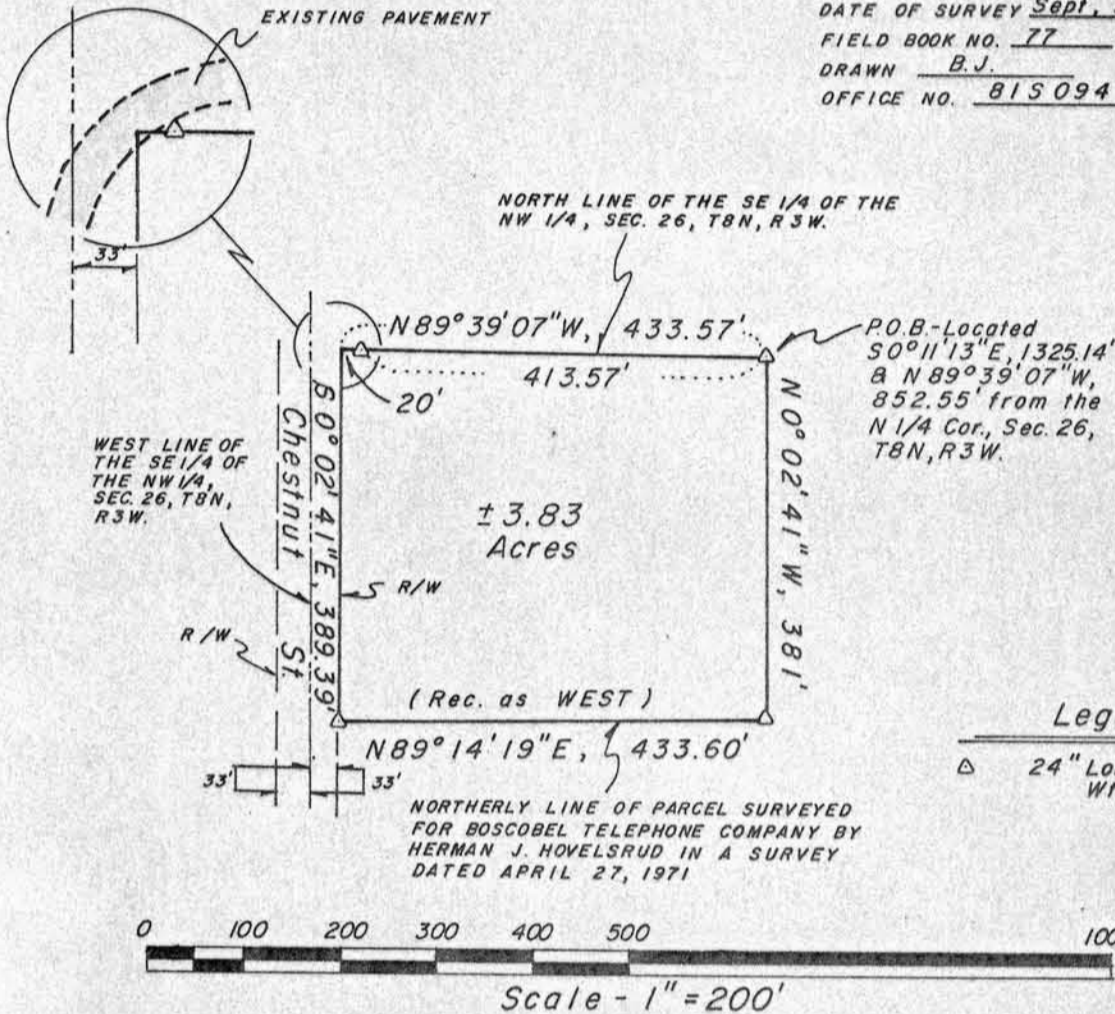 EXISTING PAVEMENT
DATE OF SURVEY Sept.
FIELD BOOK NO. 77
DRAWN B.J.
OFFICE NO. 81S094
33'
NORTH LINE OF THE SE 1/4 OF THE
NW 1/4, SEC. 26, T8N, R3W.
N89°39'07"W, 433.57'
413.57'
20'
P.O.B.-Located
S0°11'13"E, 1325.14'
& N89°39'07"W,
852.55' from the
N 1/4 Cor., Sec. 26,
T8N, R3W.
WEST LINE OF
THE SE 1/4 OF
THE NW 1/4,
SEC. 26, T8N,
R3W.
Chestnut St.
S0°02'41"E, 389.39'
± 3.83
Acres
N0°02'41"W, 381'
R/W
R/W
(Rec. as WEST)
N89°14'19"E, 433.60'
33'
33'
Leg
24" Lo
NORTHERLY LINE OF PARCEL SURVEYED
FOR BOSCOBEL TELEPHONE COMPANY BY
HERMAN J. HOVELSRUD IN A SURVEY
DATED APRIL 27, 1971
0 100 200 300 400 500 100
Scale - 1"=200'